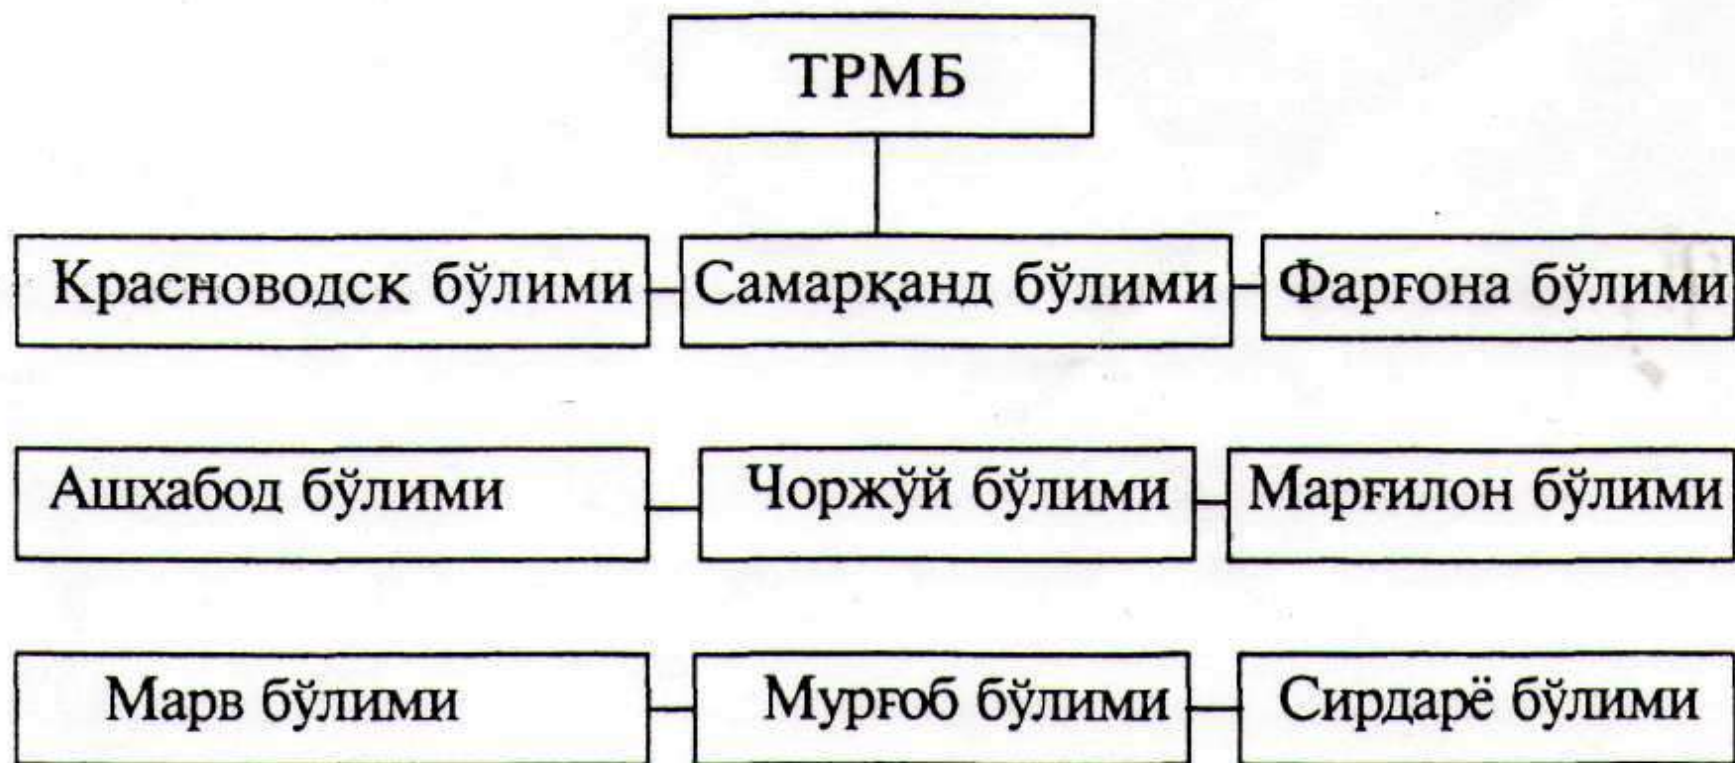 ТРМБ
Красноводск бўлими
Самарқанд бўлими
Фарғона бўлими
Ашхабод бўлими
Чоржўй бўлими
Марғилон бўлими
Марв бўлими
Мурғоб бўлими
Сирдарё бўлими